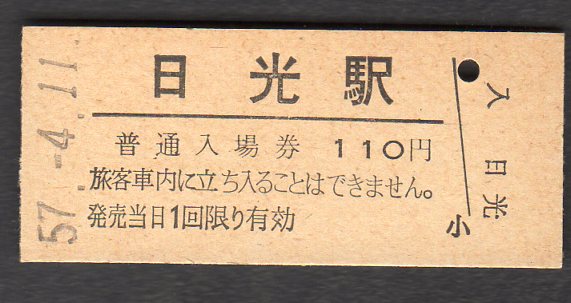 57.-4.11.
日光駅
普通入場券 110円
旅客車内に立ち入ることはできません。
発売当日1回限り有効
入 日光
小